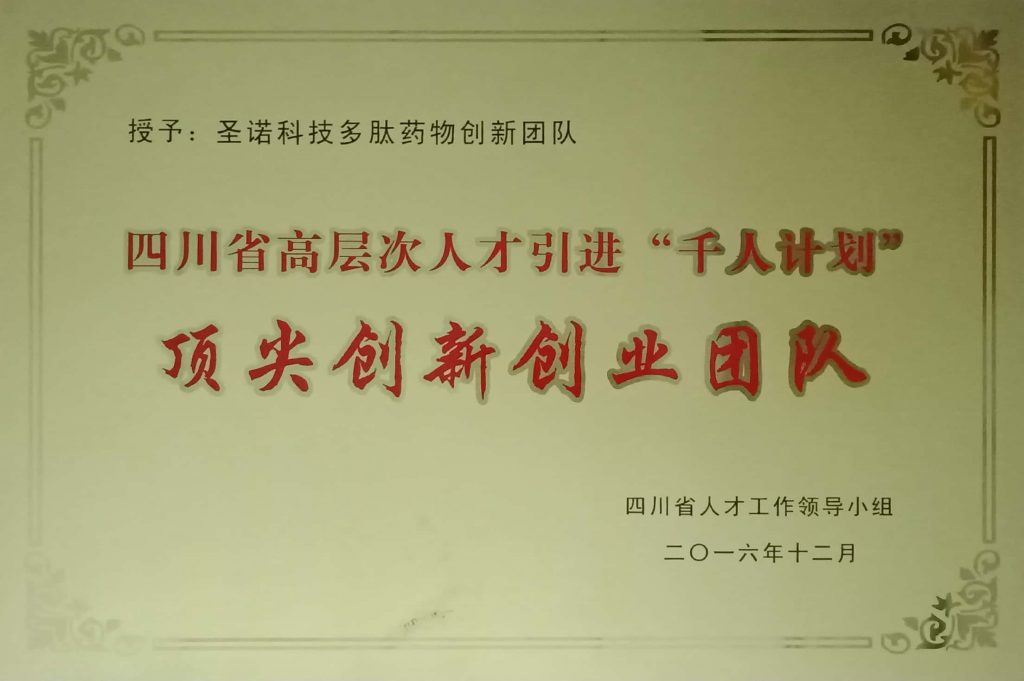 授予：圣诺科技多肽药物创新团队
四川省高层次人才引进“千人计划”
顶尖创新创业团队
四川省人才工作领导小组
二〇一六年十二月